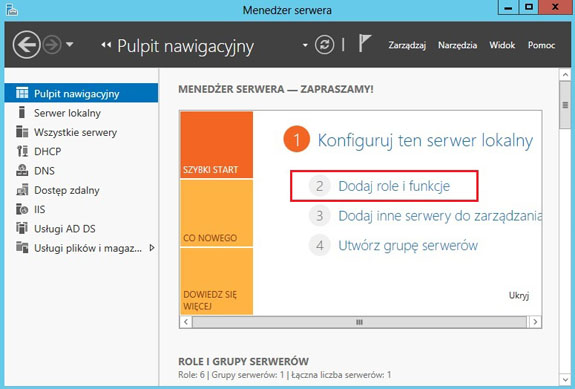 Menedżer serwera
Pulpit nawigacyjny
Zarządzaj Narzędzia Widok Pomoc
Pulpit nawigacyjny
Serwer lokalny
Wszystkie serwery
DHCP
DNS
Dostęp zdalny
IIS
Usługi AD DS
Usługi plików i magaz...
MENEDŻER SERWERA — ZAPRASZAMY!
SZYBKI START
CO NOWEGO
DOWIEDZ SIĘ
WIĘCEJ
1 Konfiguruj ten serwer lokalny
2 Dodaj role i funkcje
3 Dodaj inne serwery do zarządzania
4 Utwórz grupę serwerów
Ukryj
ROLE I GRUPY SERWERÓW
Role: 6 | Grupy serwerów: 1 | Łączna liczba serwerów: 1